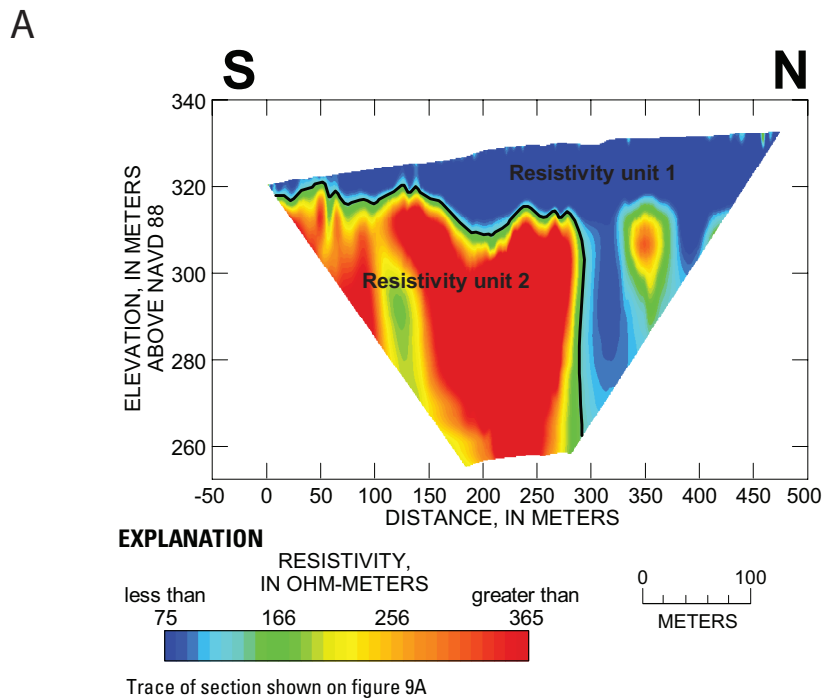 A
S
N
340
320
300
280
260
ELEVATION, IN METERS
ABOVE NAVD 88
Resistivity unit 1
Resistivity unit 2
-50 0 50 100 150 200 250 300 350 400 450 500
DISTANCE, IN METERS
EXPLANATION
RESISTIVITY,
IN OHM-METERS
less than greater than
75 166 256 365
0 100
METERS
Trace of section shown on figure 9A